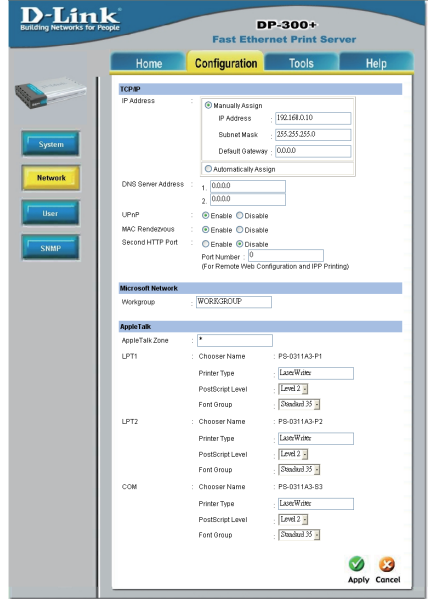 D-Link
Building Networks for People
DP-300+
Fast Ethernet Print Server
Home Configuration Tools Help
System
Network
User
SNMP
TCP/IP
IP Address : Manually Assign
IP Address : 192.168.0.10
Subnet Mask : 255.255.255.0
Default Gateway : 0.0.0.0
Automatically Assign
DNS Server Address : 1. 0.0.0.0
2. 0.0.0.0
UPnP : Enable Disable
MAC Rendezvous : Enable Disable
Second HTTP Port : Enable Disable
Port Number : 0
(For Remote Web Configuration and IPP Printing)
Microsoft Network
Workgroup : WORKGROUP
AppleTalk
AppleTalk Zone : *
LPT1 : Chooser Name : PS-0311A3-P1
Printer Type : LaserWriter
PostScript Level : Level 2
Font Group : Standard 35
LPT2 : Chooser Name : PS-0311A3-P2
Printer Type : LaserWriter
PostScript Level : Level 2
Font Group : Standard 35
COM : Chooser Name : PS-0311A3-S3
Printer Type : LaserWriter
PostScript Level : Level 2
Font Group : Standard 35
Apply Cancel